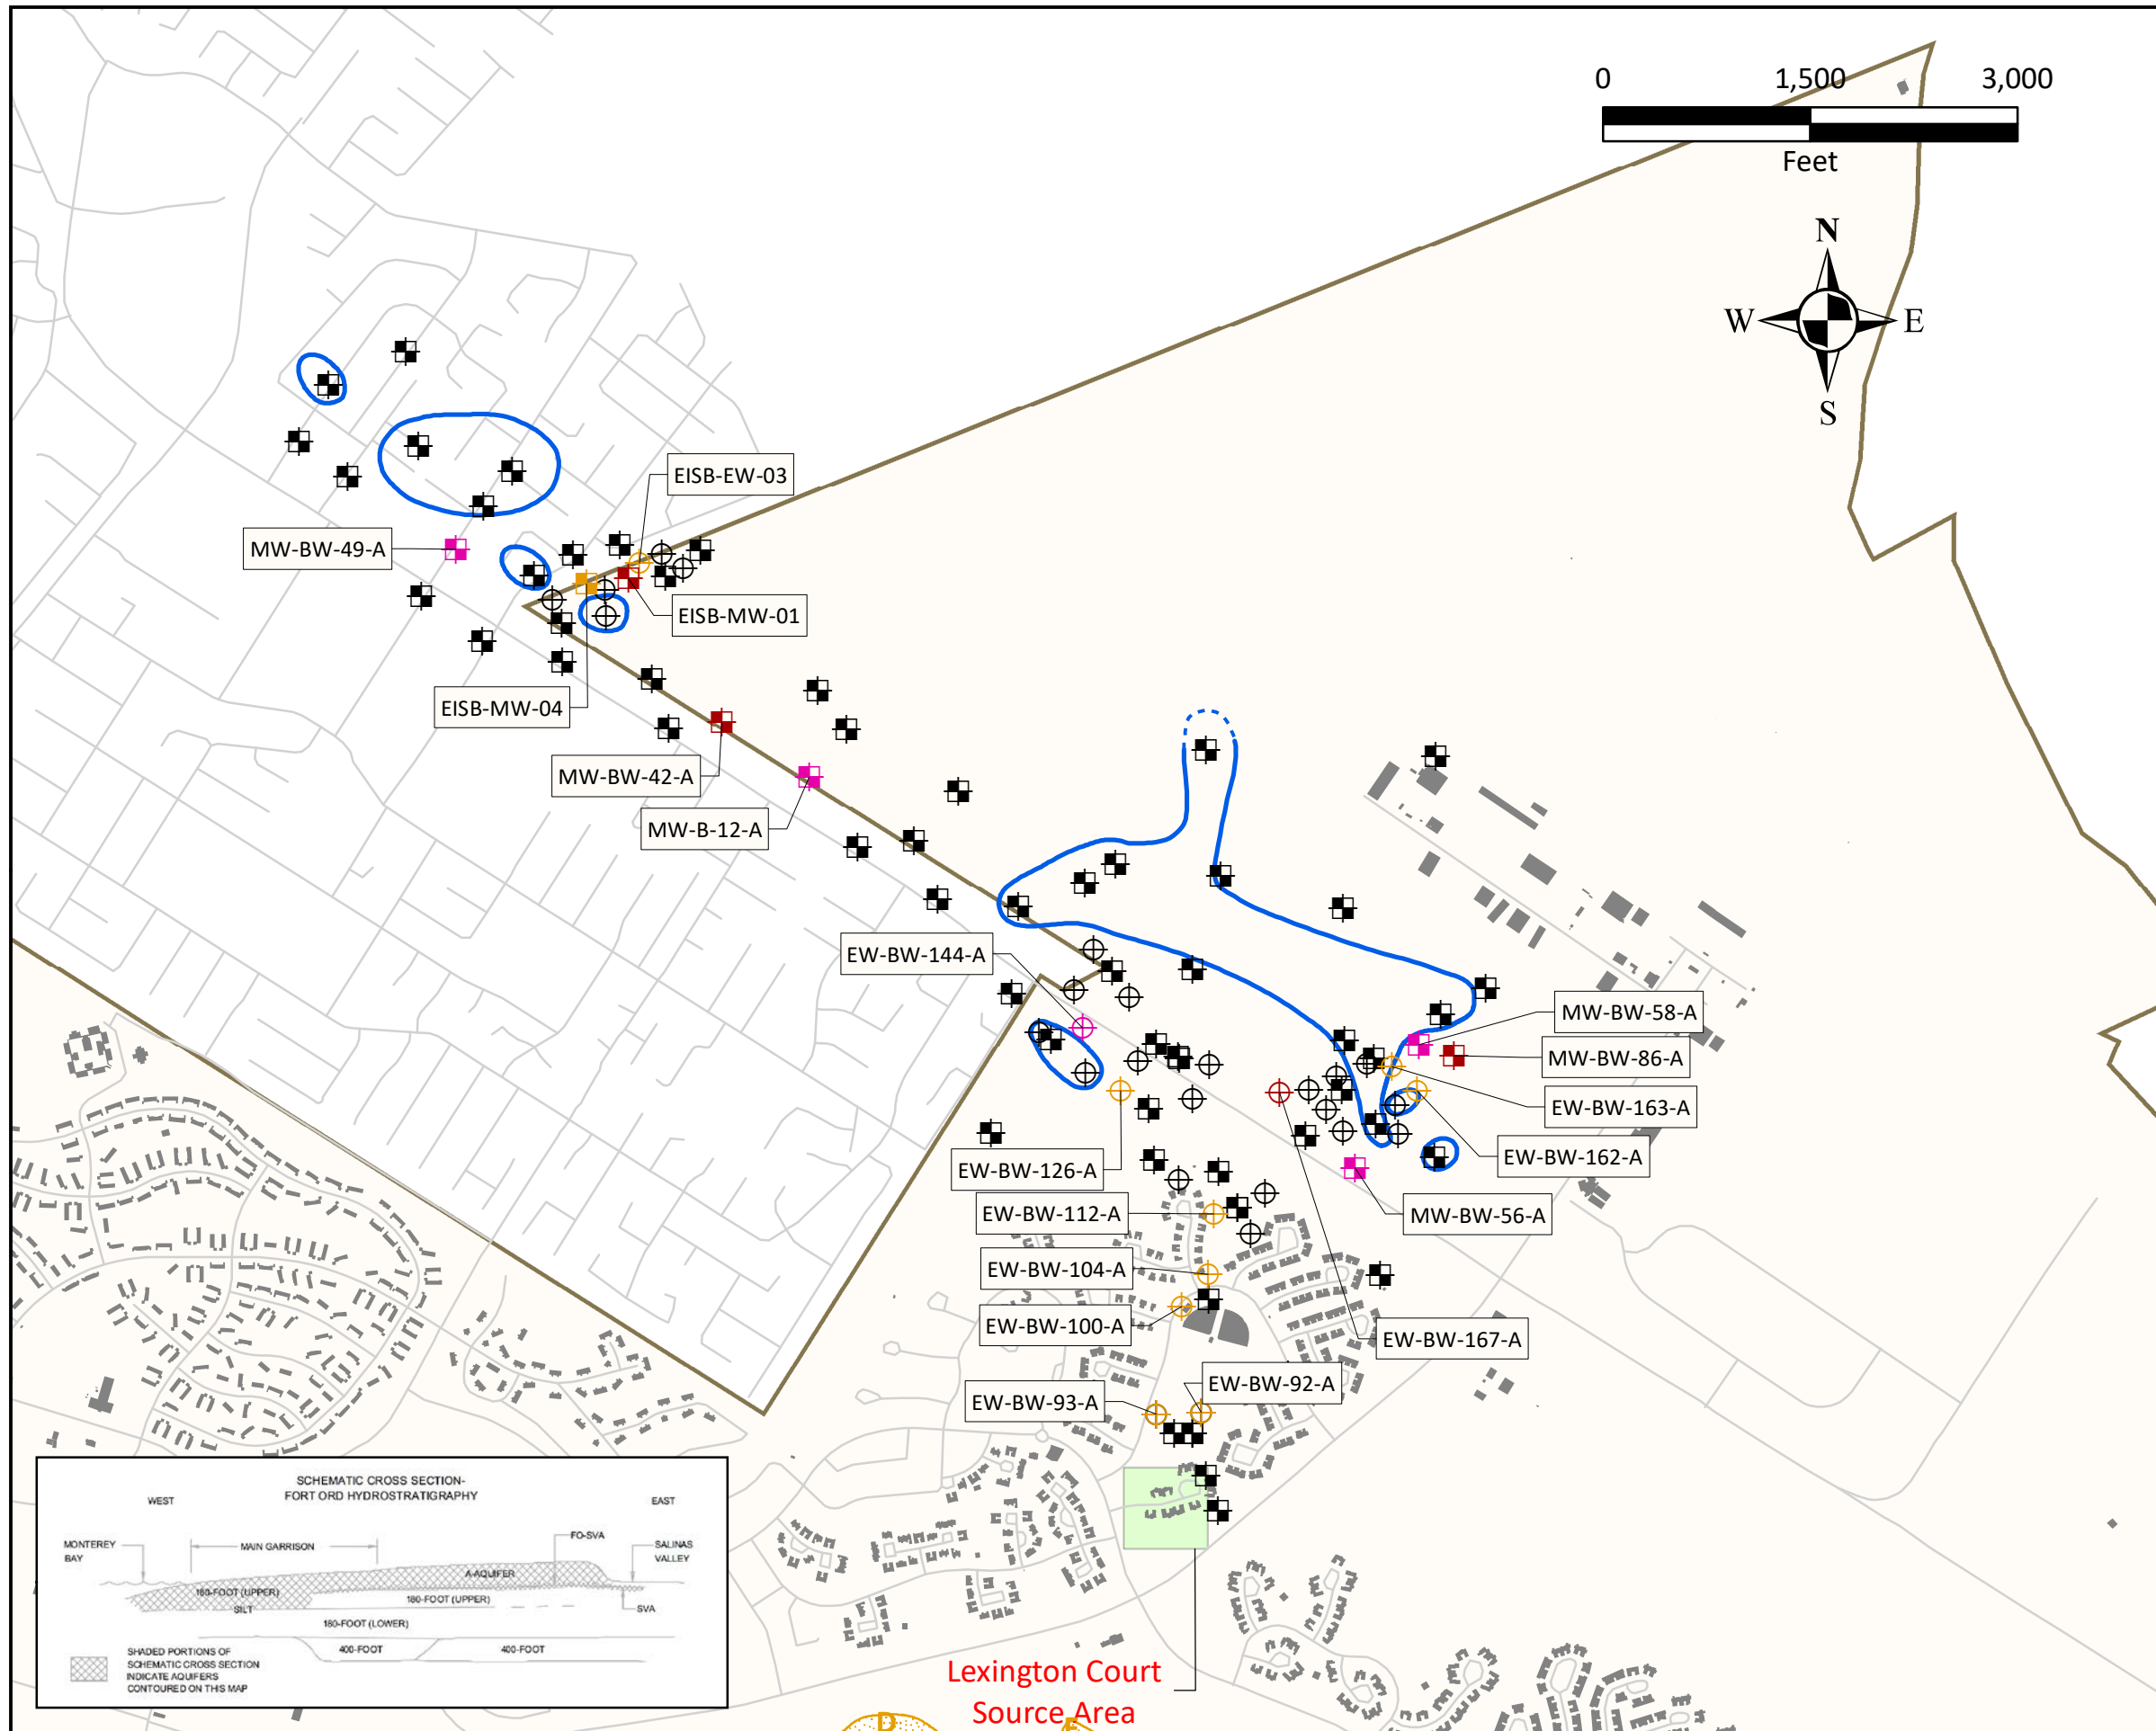 0 1,500 3,000
Feet
N
W E
S
EISB-EW-03
MW-BW-49-A
EISB-MW-01
EISB-MW-04
MW-BW-42-A
MW-B-12-A
EW-BW-144-A
MW-BW-58-A
MW-BW-86-A
EW-BW-163-A
EW-BW-162-A
EW-BW-126-A
EW-BW-112-A
MW-BW-56-A
EW-BW-104-A
EW-BW-100-A
EW-BW-167-A
EW-BW-92-A
EW-BW-93-A
SCHEMATIC CROSS SECTION-
FORT ORD HYDROSTRATIGRAPHY
WEST EAST
FO-SVA
MONTEREY
BAY
MAIN GARRISON
SALINAS
VALLEY
A-AQUIFER
180-FOOT (UPPER)
180-FOOT (UPPER)
SILT
SVA
180-FOOT (LOWER)
400-FOOT 400-FOOT
SHADED PORTIONS OF
SCHEMATIC CROSS SECTION
INDICATE AQUIFERS
CONTOURED ON THIS MAP
Lexington Court
Source Area
D